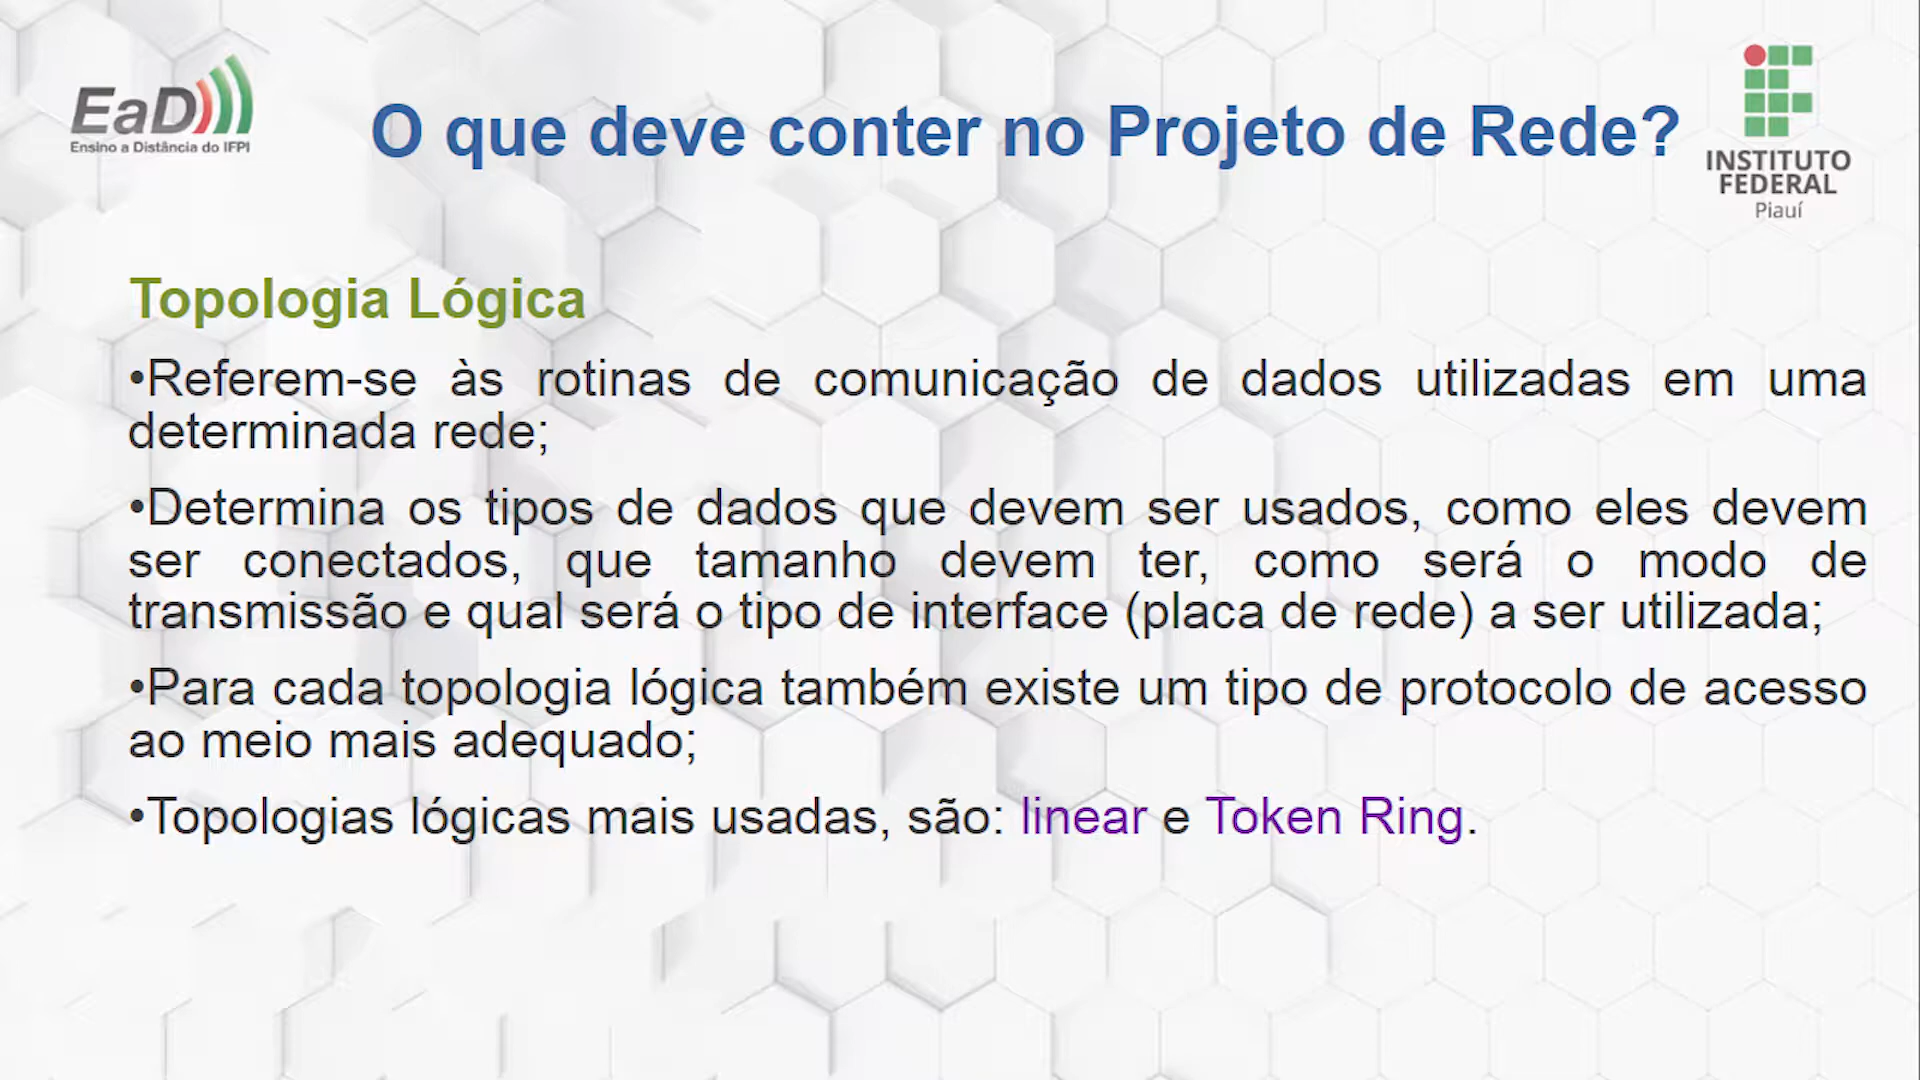 EaD
Ensino a Distância do IFPI
O que deve conter no Projeto de Rede?
INSTITUTO
FEDERAL
Piauí
Topologia Lógica
•Referem-se às rotinas de comunicação de dados utilizadas em uma
determinada rede;
•Determina os tipos de dados que devem ser usados, como eles devem
ser conectados, que tamanho devem ter, como será o modo de
transmissão e qual será o tipo de interface (placa de rede) a ser utilizada;
•Para cada topologia lógica também existe um tipo de protocolo de acesso
ao meio mais adequado;
•Topologias lógicas mais usadas, são: linear e Token Ring.